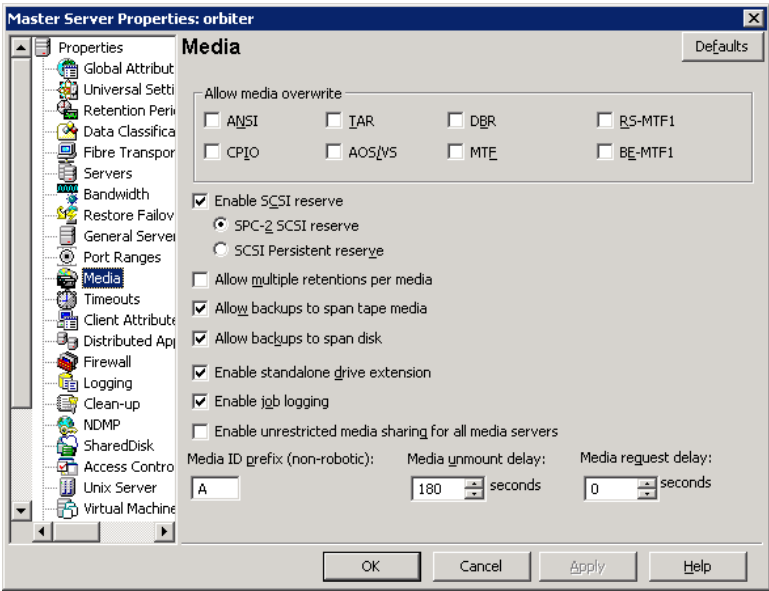 Master Server Properties: orbiter
Properties
Global Attribut
Universal Setti
Retention Peri
Data Classifica
Fibre Transpor
Servers
Bandwidth
Restore Failov
General Server
Port Ranges
Media
Timeouts
Client Attribute
Distributed App
Firewall
Logging
Clean-up
NDMP
SharedDisk
Access Contro
Unix Server
Virtual Machine
Media
Defaults
Allow media overwrite
ANSI TAR DBR RS-MTF1
CPIO AOS/VS MTF BE-MTF1
Enable SCSI reserve
SPC-2 SCSI reserve
SCSI Persistent reserve
Allow multiple retentions per media
Allow backups to span tape media
Allow backups to span disk
Enable standalone drive extension
Enable job logging
Enable unrestricted media sharing for all media servers
Media ID prefix (non-robotic): Media unmount delay: Media request delay:
A 180 seconds 0 seconds
OK Cancel Apply Help